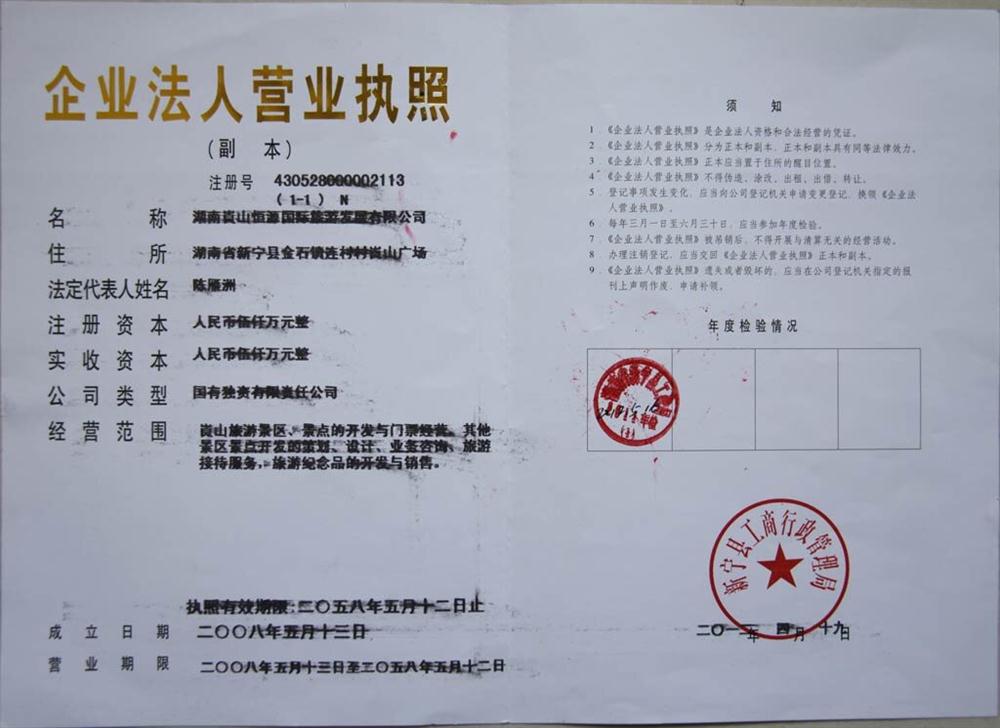 企业法人营业执照
(副 本)
注册号 430528000002113
(1-1) N
名 称 湖南崀山恒源国际旅游发展有限公司
住 所 湖南省新宁县金石镇连村村崀山广场
法定代表人姓名 陈雁洲
注册资本 人民币伍仟万元整
实收资本 人民币伍仟万元整
公司类型 国有独资有限责任公司
经营范围 崀山旅游景区、景点的开发与门票经营。其他
景区景点开发的策划、设计、业务咨询、旅游
接待服务,旅游纪念品的开发与销售。
执照有效期限:二〇五八年五月十二日止
成立日期 二〇〇八年五月十三日
营业期限 二〇〇八年五月十三日至二〇五八年五月十二日
须 知
1.《企业法人营业执照》是企业法人资格和合法经营的凭证。
2.《企业法人营业执照》分为正本和副本,正本和副本具有同等法律效力。
3.《企业法人营业执照》正本应当置于住所的醒目位置。
4.《企业法人营业执照》不得伪造、涂改、出租、出借、转让。
5.登记事项发生变化,应当向公司登记机关申请变更登记,换领《企业法
人营业执照》。
6.每年三月一日至六月三十日,应当参加年度检验。
7.《企业法人营业执照》被吊销后,不得开展与清算无关的经营活动。
8.办理注销登记,应当交回《企业法人营业执照》正本和副本。
9.《企业法人营业执照》遗失或者毁坏的,应当在公司登记机关指定的报
刊上声明作废,申请补领。
年度检验情况
新宁县工商行政管理局
二〇一二年 四 月 十九日